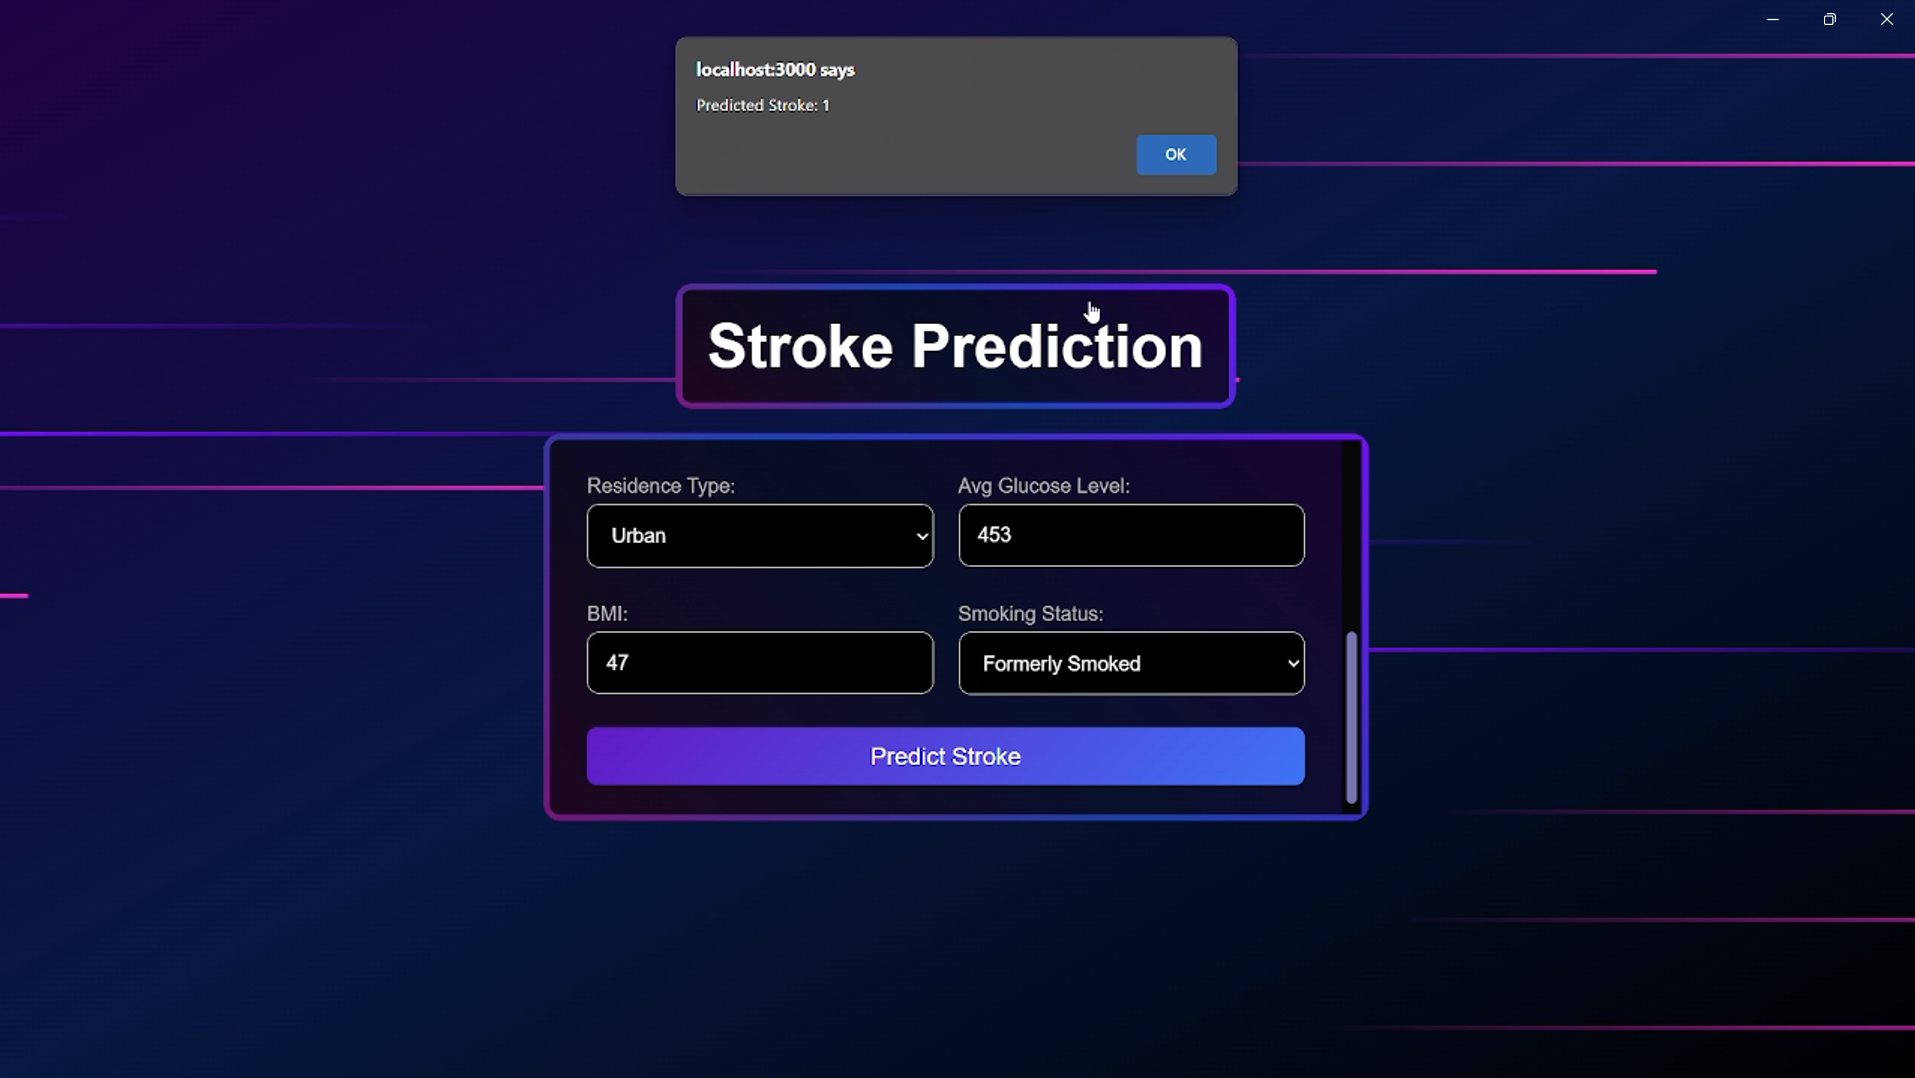 localhost:3000 says
Predicted Stroke: 1
OK
Stroke Prediction
Residence Type:
Avg Glucose Level:
Urban
453
BMI:
Smoking Status:
47
Formerly Smoked
Predict Stroke